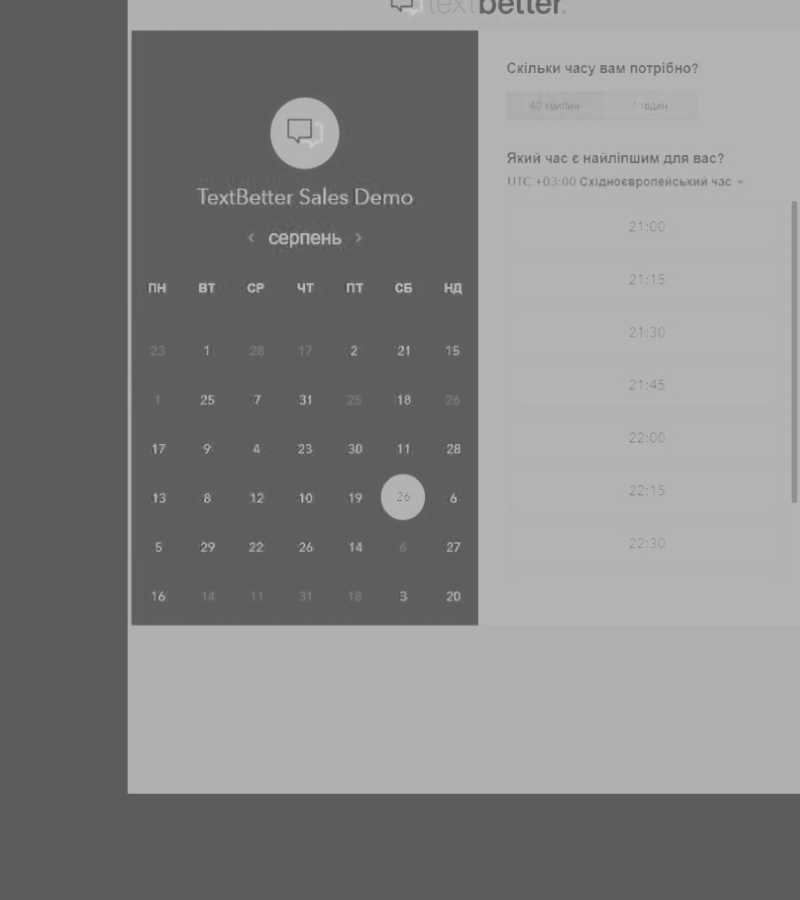 textbetter.
TextBetter Sales Demo
‹ серпень ›
ПН ВТ СР ЧТ ПТ СБ НД
23 1 28 17 2 21 15
1 25 7 31 25 18 26
17 9 4 23 30 11 28
13 8 12 10 19 26 6
5 29 22 26 14 6 27
16 14 11 31 18 3 20
Скільки часу вам потрібно?
40 хвилин 1 годин
Який час є найліпшим для вас?
UTC +03:00 Східноєвропейський час
21:00
21:15
21:30
21:45
22:00
22:15
22:30